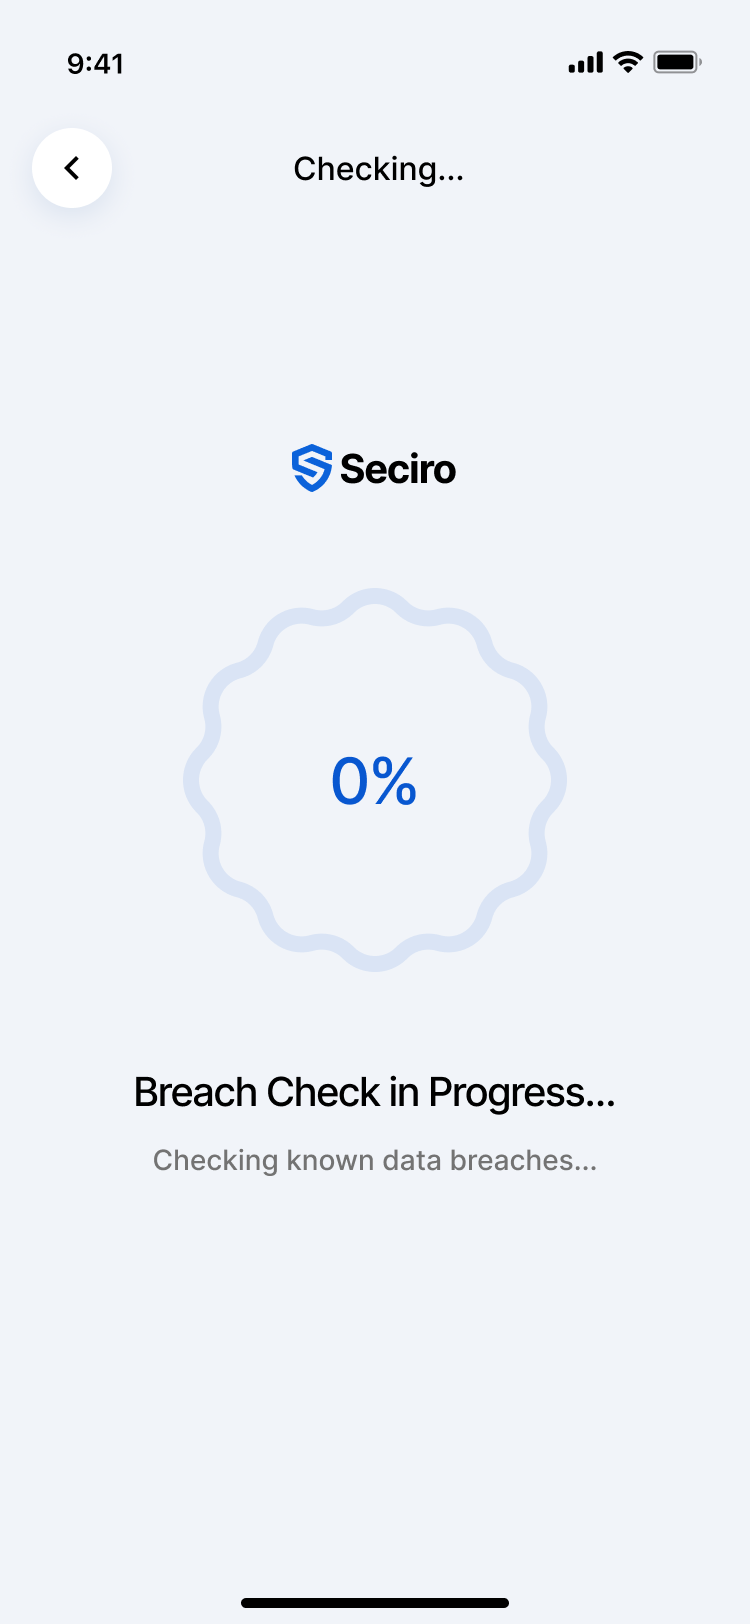 9:41
Checking...
Seciro
0%
Breach Check in Progress...
Checking known data breaches...